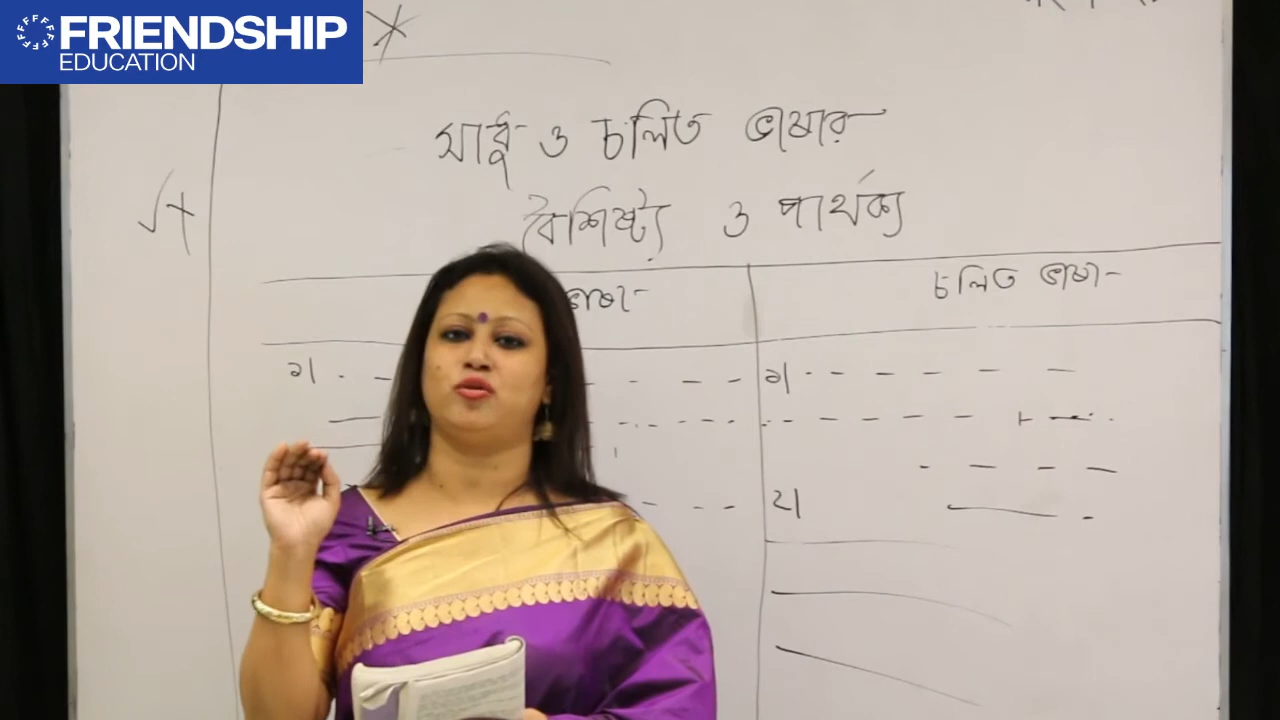 FRIENDSHIP
EDUCATION
সাধু ও চলিত ভাষার
বৈশিষ্ট্য ও পার্থক্য
ভাষা
চলিত ভাষা
১।
১।
২।